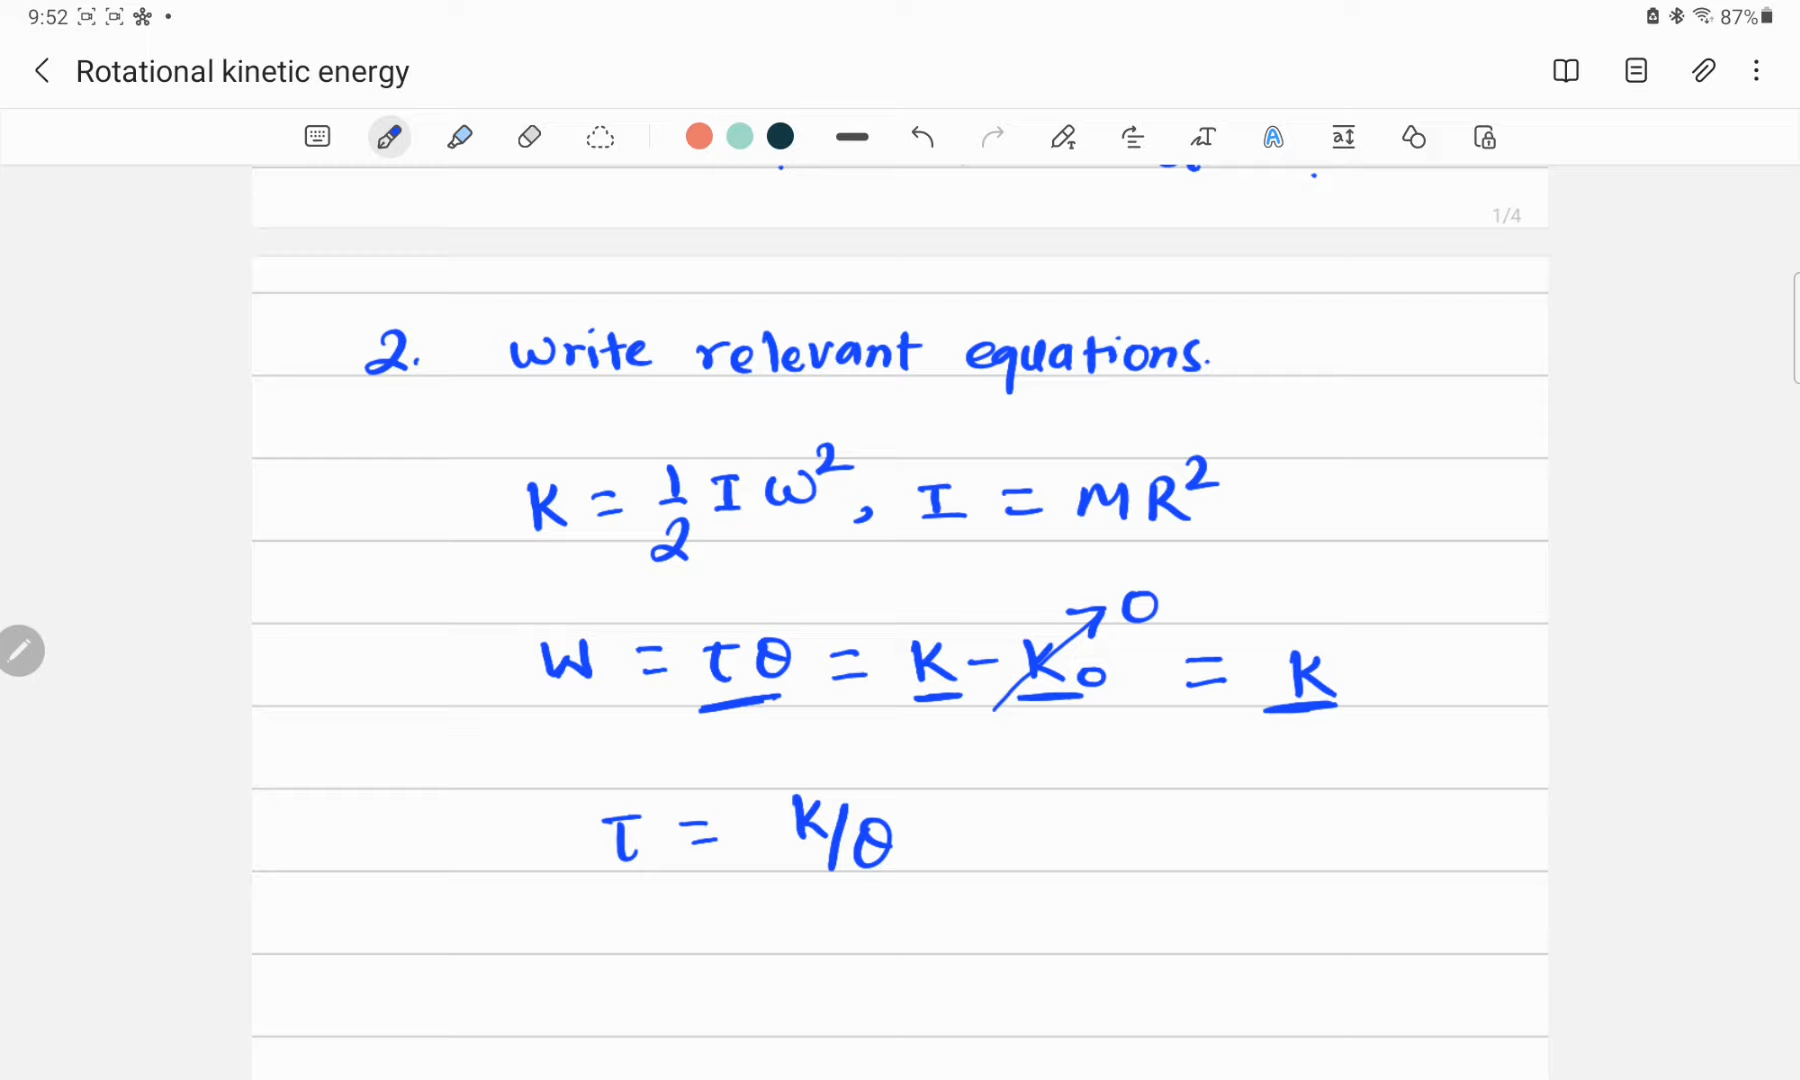 9:52 87%
Rotational kinetic energy
1/4
2. Write relevant equations.
K = 1/2 I ω², I = MR²
W = τθ = K - K₀ → 0 = K
τ = K/θ